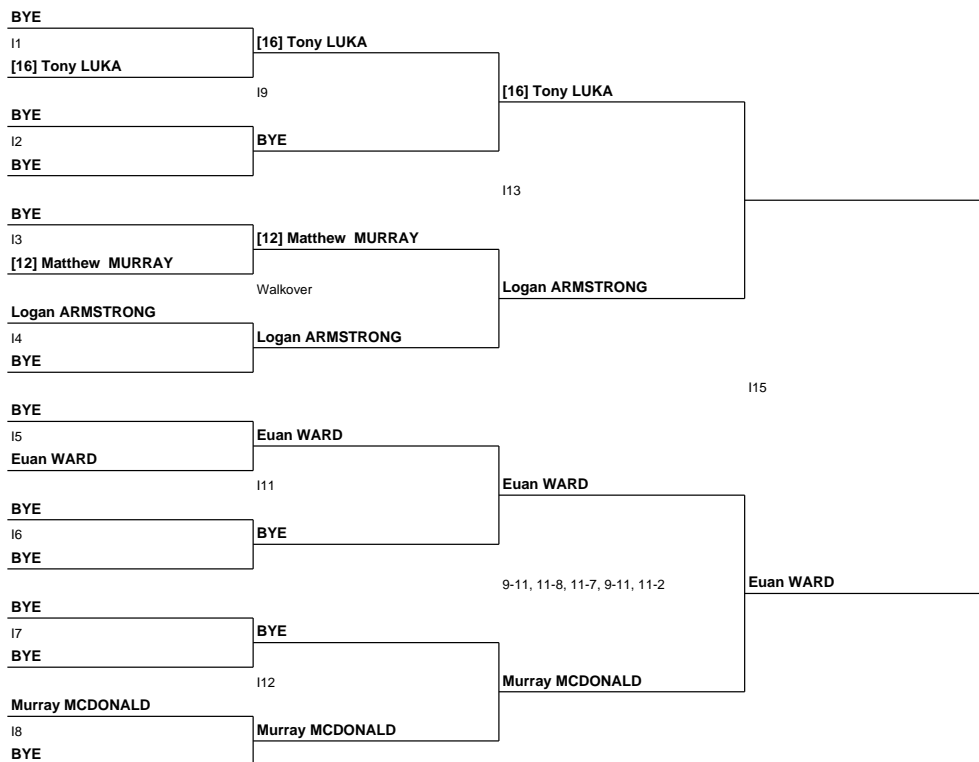 BYE
I1
[16] Tony LUKA
[16] Tony LUKA
I9
[16] Tony LUKA
BYE
I2
BYE
BYE
I13
BYE
I3
[12] Matthew  MURRAY
[12] Matthew  MURRAY
Walkover
Logan ARMSTRONG
Logan ARMSTRONG
I4
Logan ARMSTRONG
BYE
I15
BYE
I5
Euan WARD
Euan WARD
I11
Euan WARD
BYE
I6
BYE
BYE
9-11, 11-8, 11-7, 9-11, 11-2
Euan WARD
BYE
I7
BYE
BYE
I12
Murray MCDONALD
Murray MCDONALD
I8
Murray MCDONALD
BYE